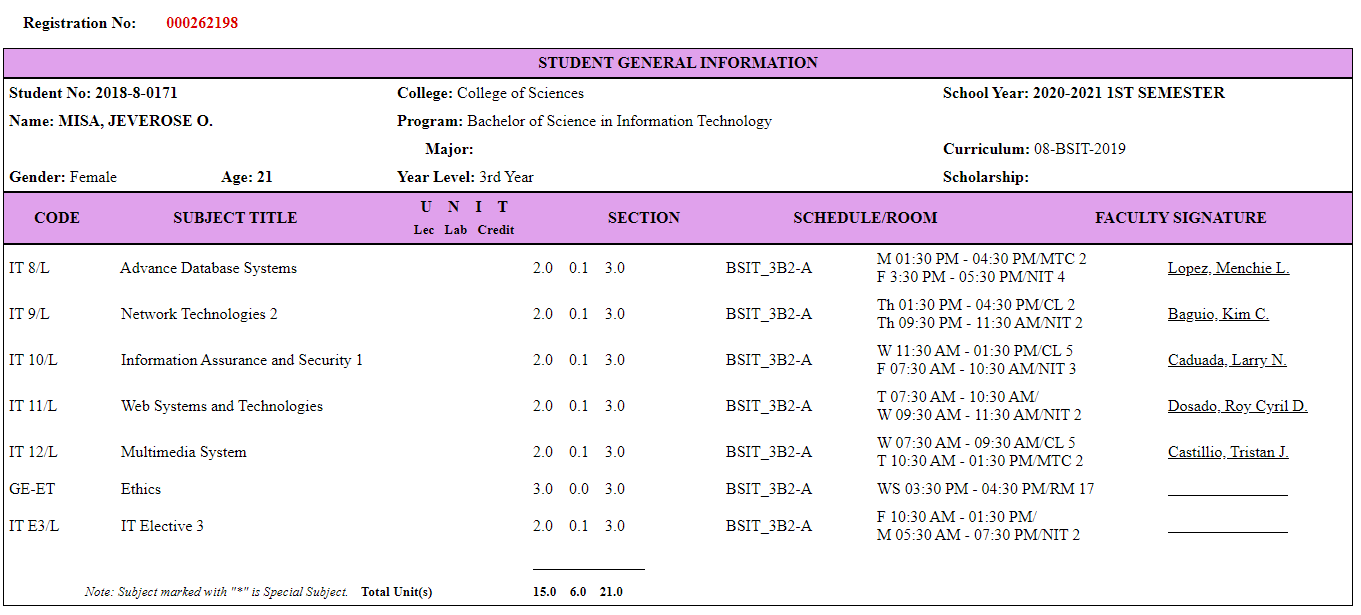 Registration No: 000262198
STUDENT GENERAL INFORMATION
Student No: 2018-8-0171 College: College of Sciences School Year: 2020-2021 1ST SEMESTER
Name: MISA, JEVEROSE O. Program: Bachelor of Science in Information Technology
Major: Curriculum: 08-BSIT-2019
Gender: Female Age: 21 Year Level: 3rd Year Scholarship:
CODE SUBJECT TITLE U N I T SECTION SCHEDULE/ROOM FACULTY SIGNATURE
Lec Lab Credit
IT 8/L Advance Database Systems 2.0 0.1 3.0 BSIT_3B2-A M 01:30 PM - 04:30 PM/MTC 2 Lopez, Menchie L.
F 3:30 PM - 05:30 PM/NIT 4
IT 9/L Network Technologies 2 2.0 0.1 3.0 BSIT_3B2-A Th 01:30 PM - 04:30 PM/CL 2 Baguio, Kim C.
Th 09:30 PM - 11:30 AM/NIT 2
IT 10/L Information Assurance and Security 1 2.0 0.1 3.0 BSIT_3B2-A W 11:30 AM - 01:30 PM/CL 5 Caduada, Larry N.
F 07:30 AM - 10:30 AM/NIT 3
IT 11/L Web Systems and Technologies 2.0 0.1 3.0 BSIT_3B2-A T 07:30 AM - 10:30 AM/ Dosado, Roy Cyril D.
W 09:30 AM - 11:30 AM/NIT 2
IT 12/L Multimedia System 2.0 0.1 3.0 BSIT_3B2-A W 07:30 AM - 09:30 AM/CL 5 Castillio, Tristan J.
T 10:30 AM - 01:30 PM/MTC 2
GE-ET Ethics 3.0 0.0 3.0 BSIT_3B2-A WS 03:30 PM - 04:30 PM/RM 17
IT E3/L IT Elective 3 2.0 0.1 3.0 BSIT_3B2-A F 10:30 AM - 01:30 PM/
M 05:30 AM - 07:30 PM/NIT 2
Note: Subject marked with "*" is Special Subject. Total Unit(s) 15.0 6.0 21.0